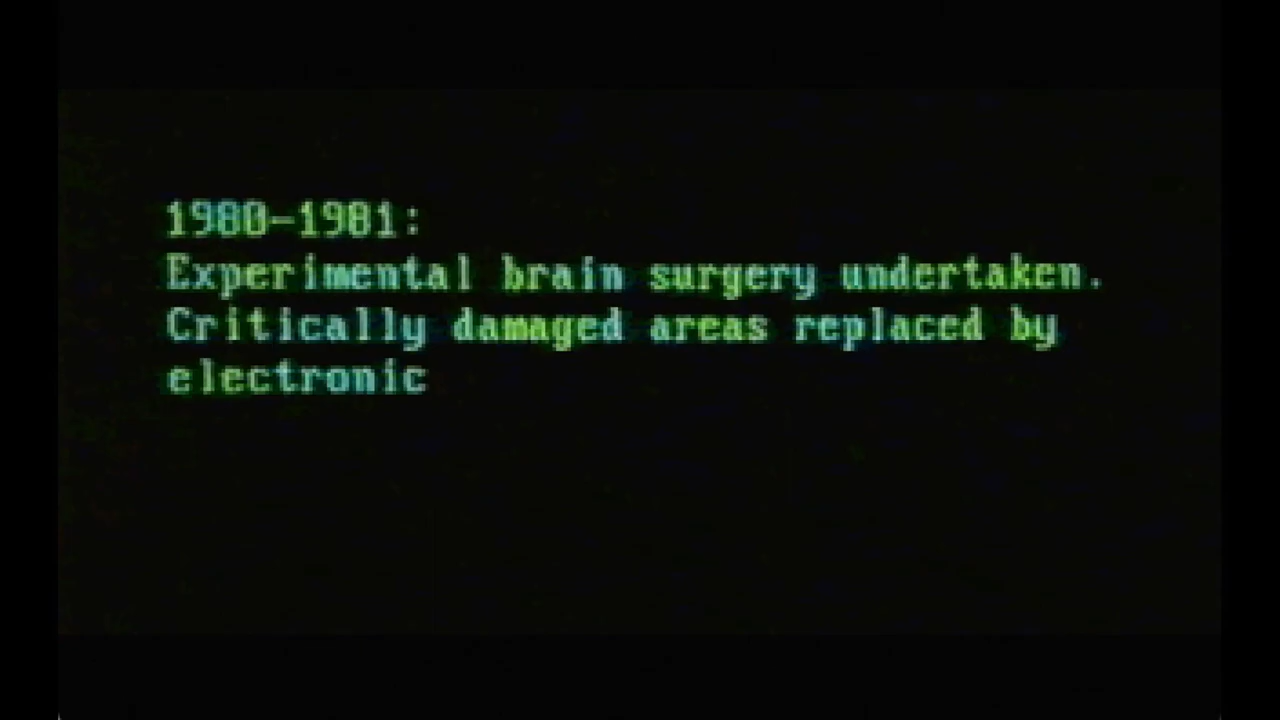 1980-1981:
Experimental brain surgery undertaken.
Critically damaged areas replaced by
electronic